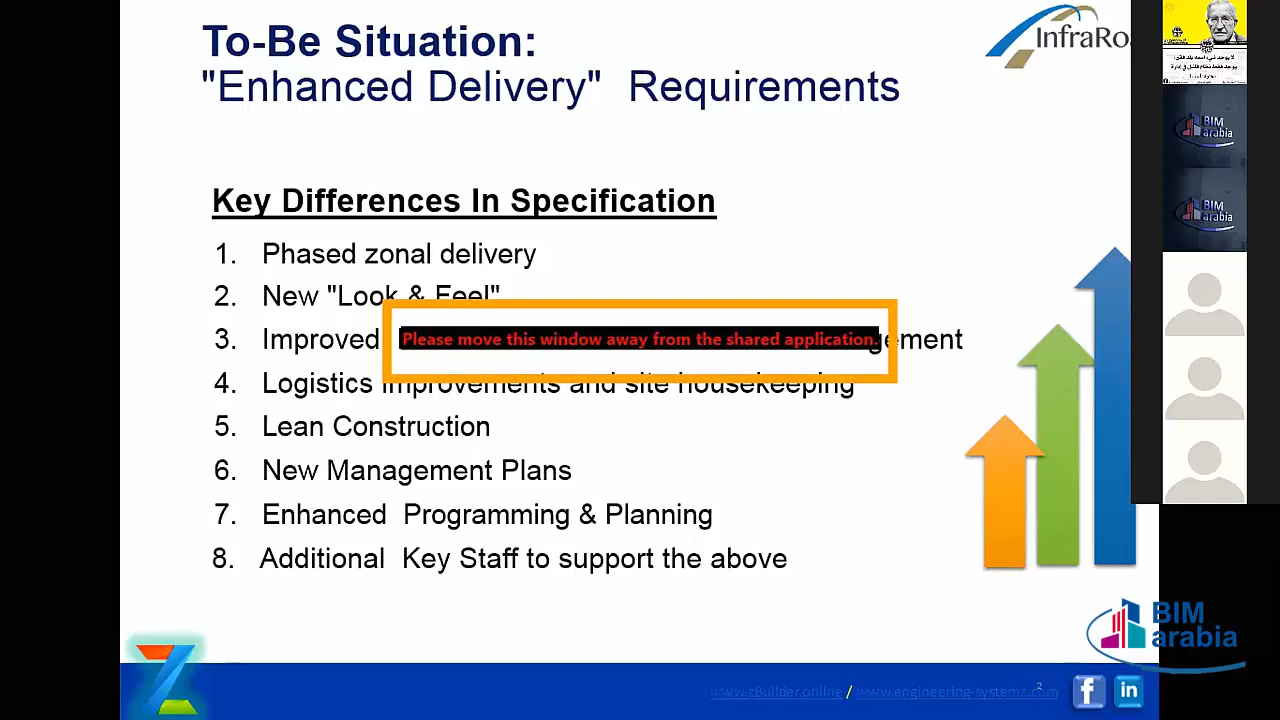 To-Be Situation:
"Enhanced Delivery" Requirements
InfraRo
Key Differences In Specification
1. Phased zonal delivery
2. New "Look & Feel"
3. Improved gement
Please move this window away from the shared application.
4. Logistics improvements and site housekeeping
5. Lean Construction
6. New Management Plans
7. Enhanced Programming & Planning
8. Additional Key Staff to support the above
www.zBuilder.online / www.engineering-systems.com
2
f
in
Z
BIM
arabia
BIM
arabia
BIM
arabia